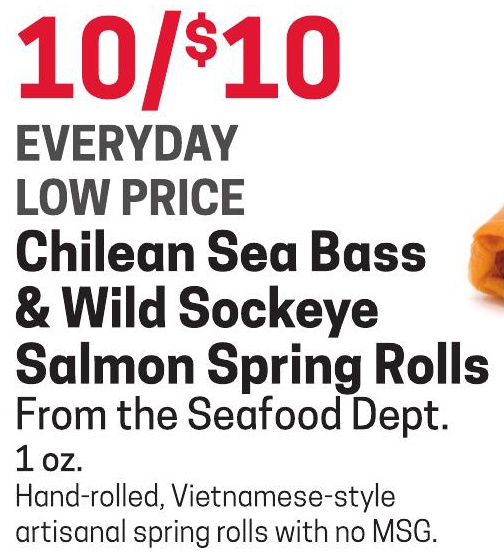 10/$10
EVERYDAY
LOW PRICE
Chilean Sea Bass
& Wild Sockeye
Salmon Spring Rolls
From the Seafood Dept.
1 oz.
Hand-rolled, Vietnamese-style
artisanal spring rolls with no MSG.